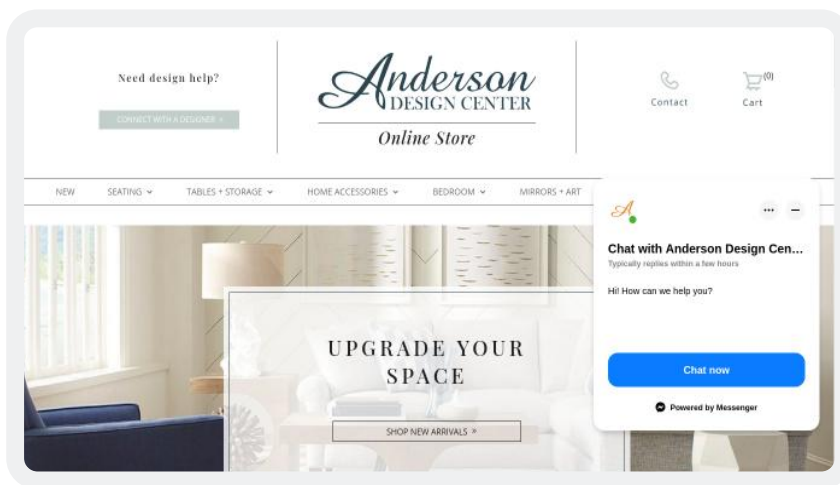 Need design help?
CONNECT WITH A DESIGNER »
Anderson
DESIGN CENTER
Online Store
Contact
(0)
Cart
NEW
SEATING
TABLES + STORAGE
HOME ACCESSORIES
BEDROOM
MIRRORS + ART
UPGRADE YOUR
SPACE
SHOP NEW ARRIVALS »
A
Chat with Anderson Design Cen...
Typically replies within a few hours
Hi! How can we help you?
Chat now
Powered by Messenger